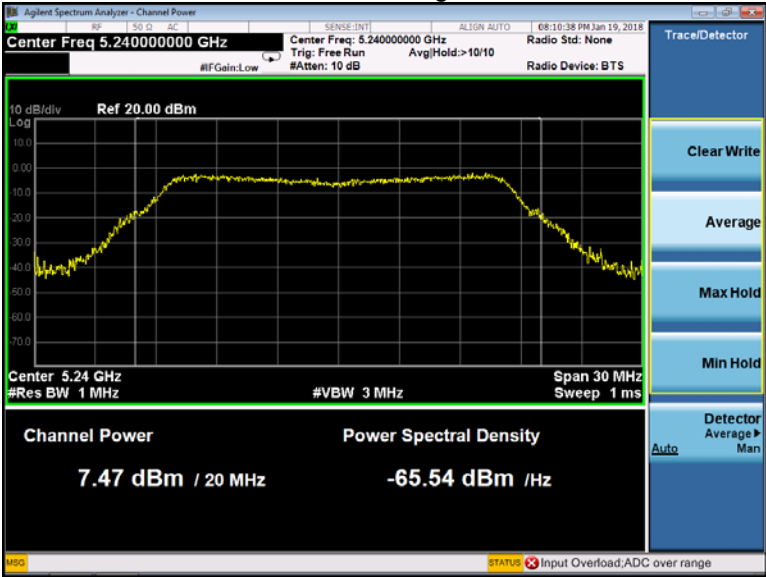 Agilent Spectrum Analyzer - Channel Power
RF 50 Ω AC SENSE:INT ALIGN AUTO 08:10:38 PM Jan 19, 2018
Center Freq 5.240000000 GHz
Center Freq: 5.240000000 GHz Radio Std: None
Trig: Free Run Avg|Hold:>10/10
#IFGain:Low #Atten: 10 dB Radio Device: BTS
Trace/Detector
10 dB/div Ref 20.00 dBm
Log
10.0
0.00
-10.0
-20.0
-30.0
-40.0
-50.0
-60.0
-70.0
Center 5.24 GHz Span 30 MHz
#Res BW 1 MHz #VBW 3 MHz Sweep 1 ms
Channel Power Power Spectral Density
7.47 dBm / 20 MHz -65.54 dBm /Hz
Clear Write
Average
Max Hold
Min Hold
Detector
Average
Auto Man
MSG STATUS Input Overload;ADC over range